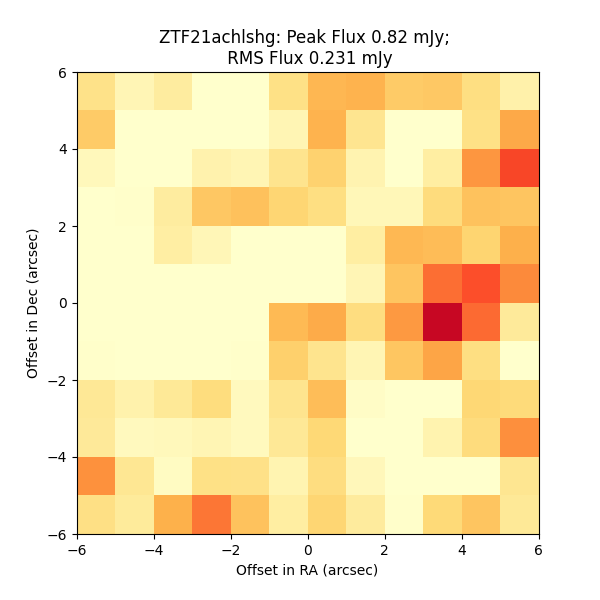 ZTF21achlshg: Peak Flux 0.82 mJy;
RMS Flux 0.231 mJy
6
4
2
0
−2
−4
−6
Offset in Dec (arcsec)
−6 −4 −2 0 2 4 6
Offset in RA (arcsec)